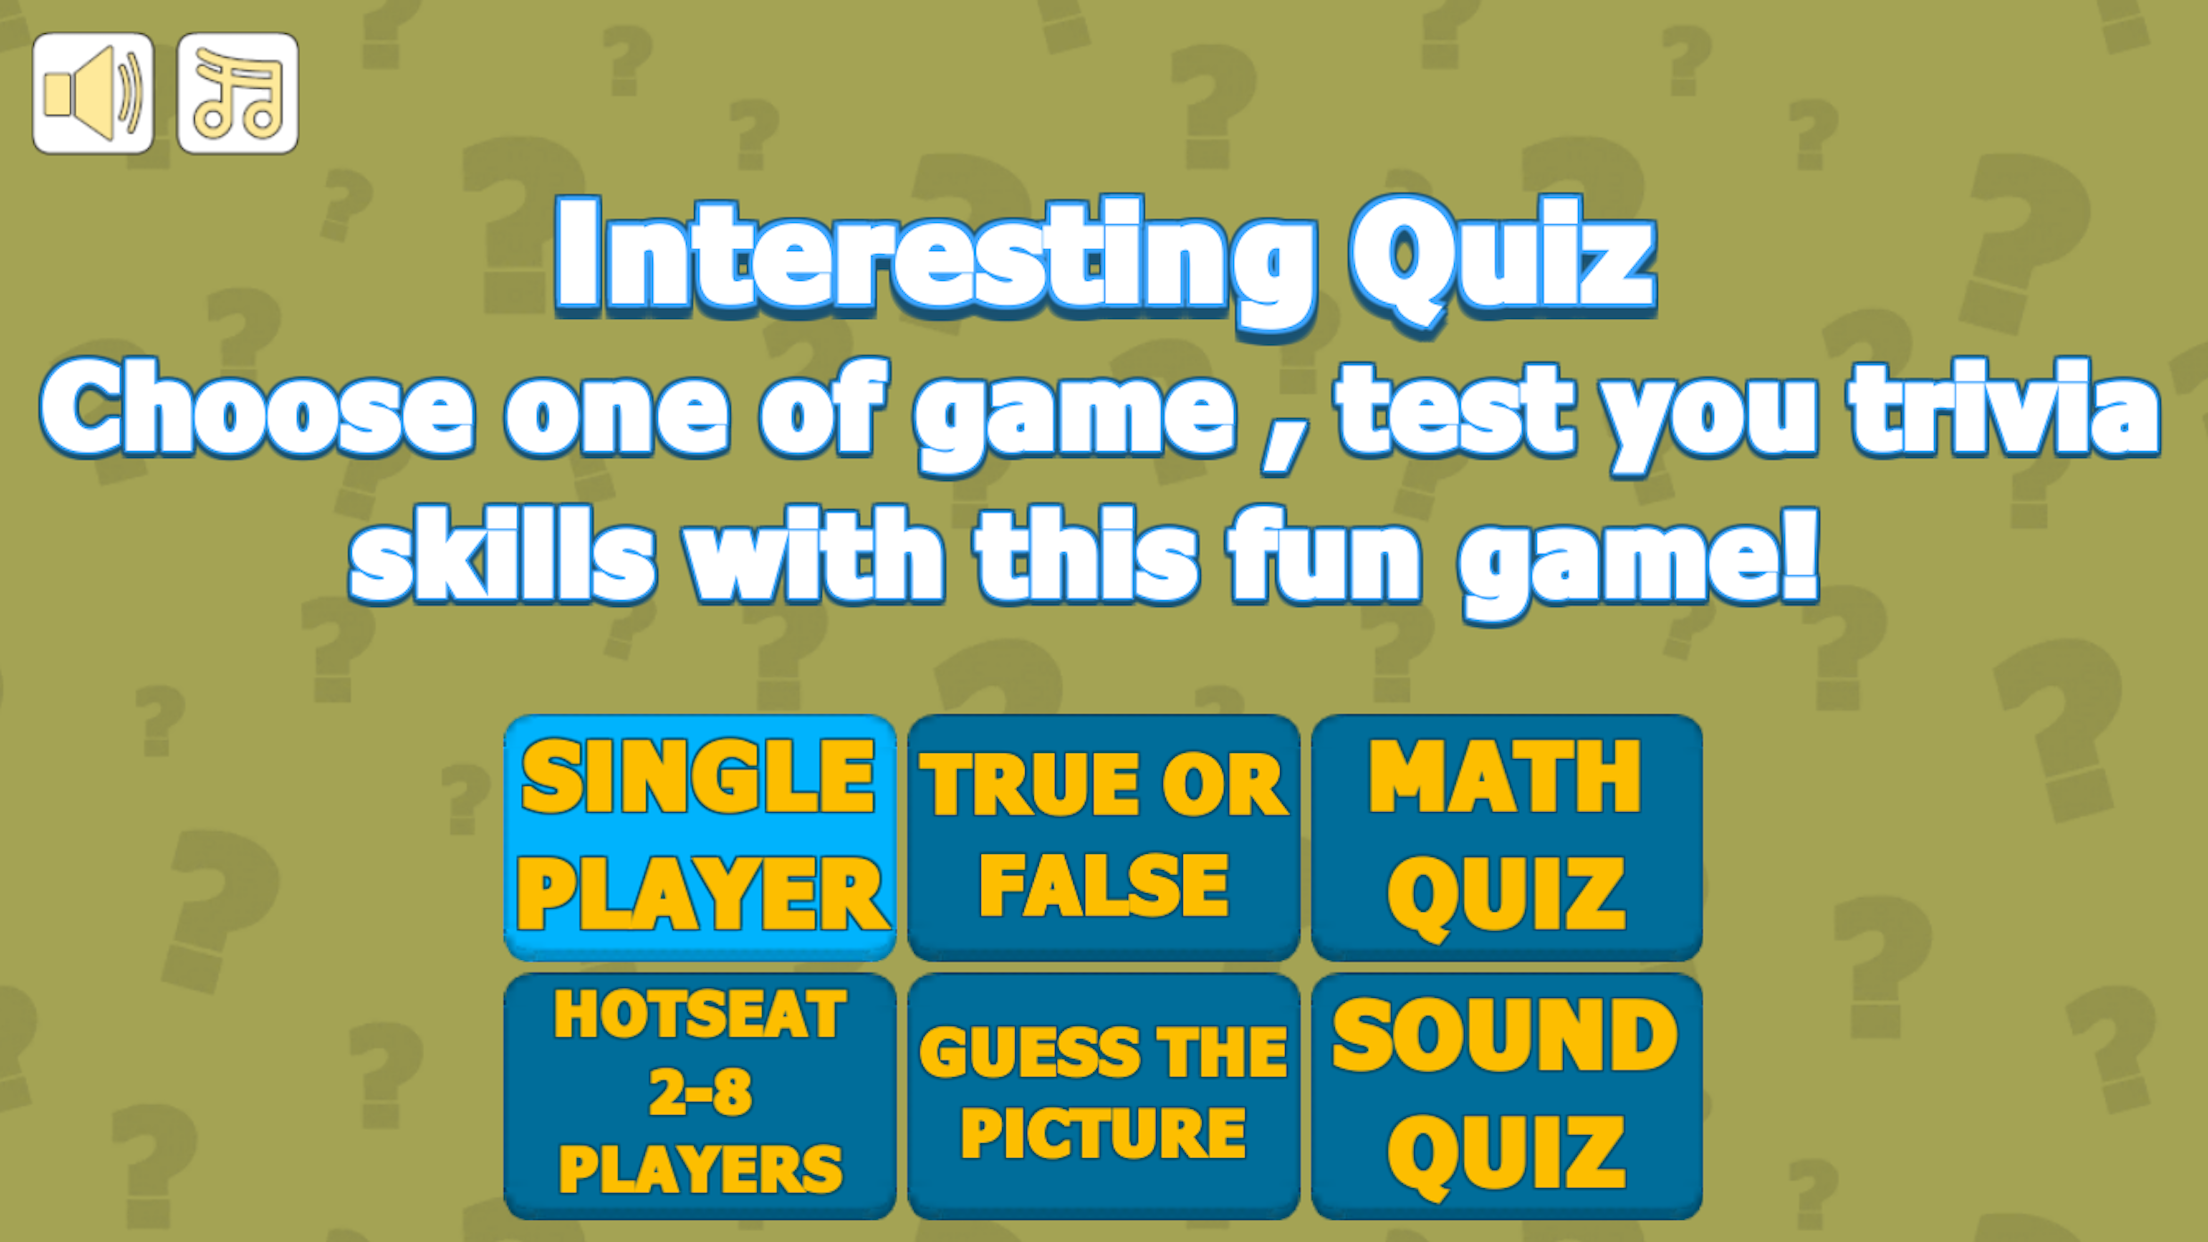 Interesting Quiz
Choose one of game , test you trivia
skills with this fun game!
SINGLE
PLAYER
TRUE OR
FALSE
MATH
QUIZ
HOTSEAT
2-8
PLAYERS
GUESS THE
PICTURE
SOUND
QUIZ